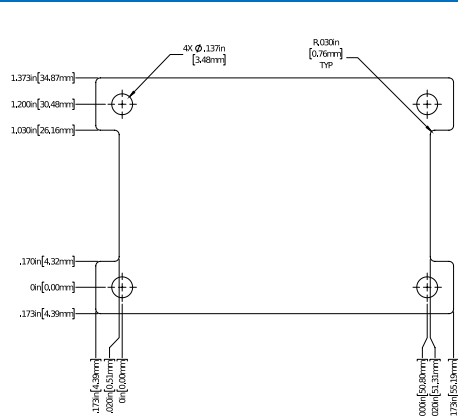 4X Ø.137in
[3.48mm]
R.030in
[0.76mm]
TYP
1.373in[34.87mm]
1.200in[30.48mm]
1.030in[26.16mm]
.170in[4.32mm]
0in[0.00mm]
.173in[4.39mm]
.173in[4.39mm]
.020in[0.51mm]
0in[0.00mm]
000in[50.80mm]
020in[51.31mm]
173in[55.19mm]